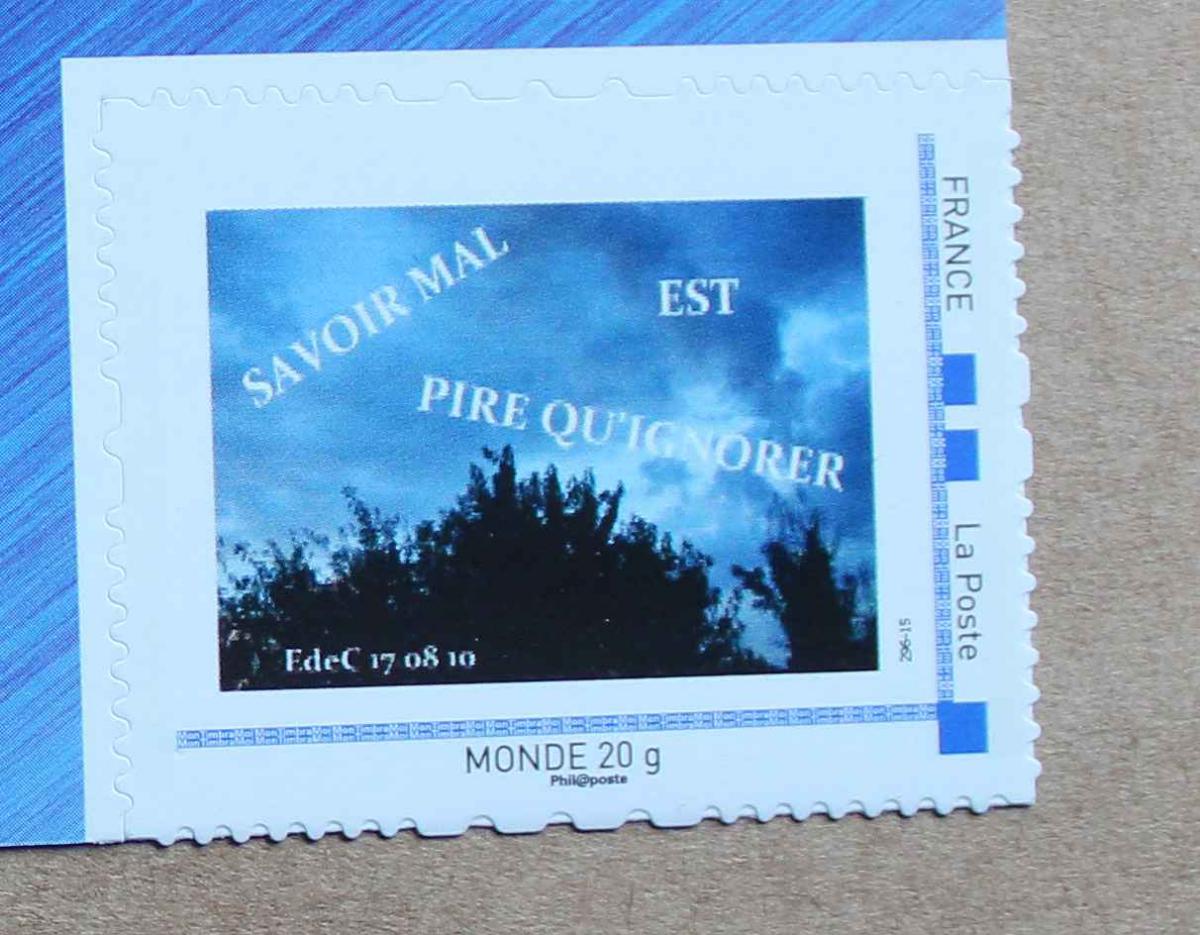 SAVOIR MAL
EST
PIRE QU'IGNORER
EdeC 17 08 10
FRANCE
La Poste
MONDE 20 g
Phil@poste